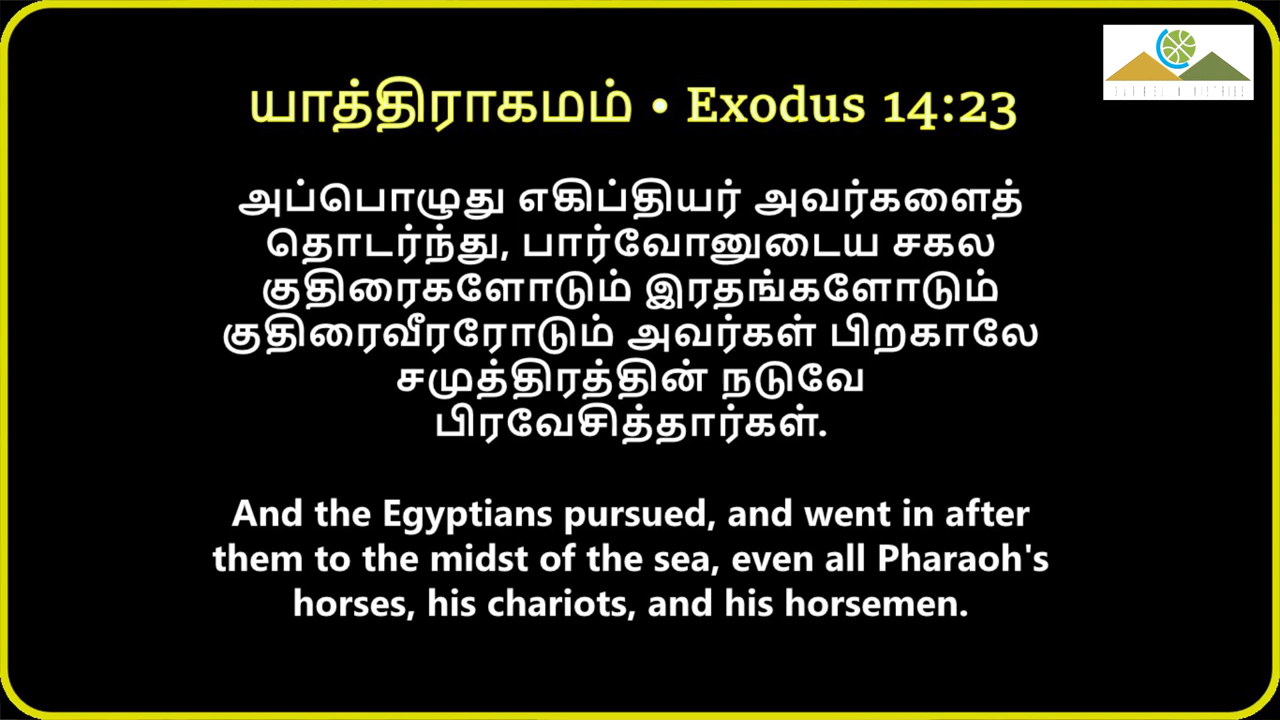 யாத்திராகமம் • Exodus 14:23
அப்பொழுது எகிப்தியர் அவர்களைத்
தொடர்ந்து, பார்வோனுடைய சகல
குதிரைகளோடும் இரதங்களோடும்
குதிரைவீரரோடும் அவர்கள் பிறகாலே
சமுத்திரத்தின் நடுவே
பிரவேசித்தார்கள்.
And the Egyptians pursued, and went in after
them to the midst of the sea, even all Pharaoh's
horses, his chariots, and his horsemen.